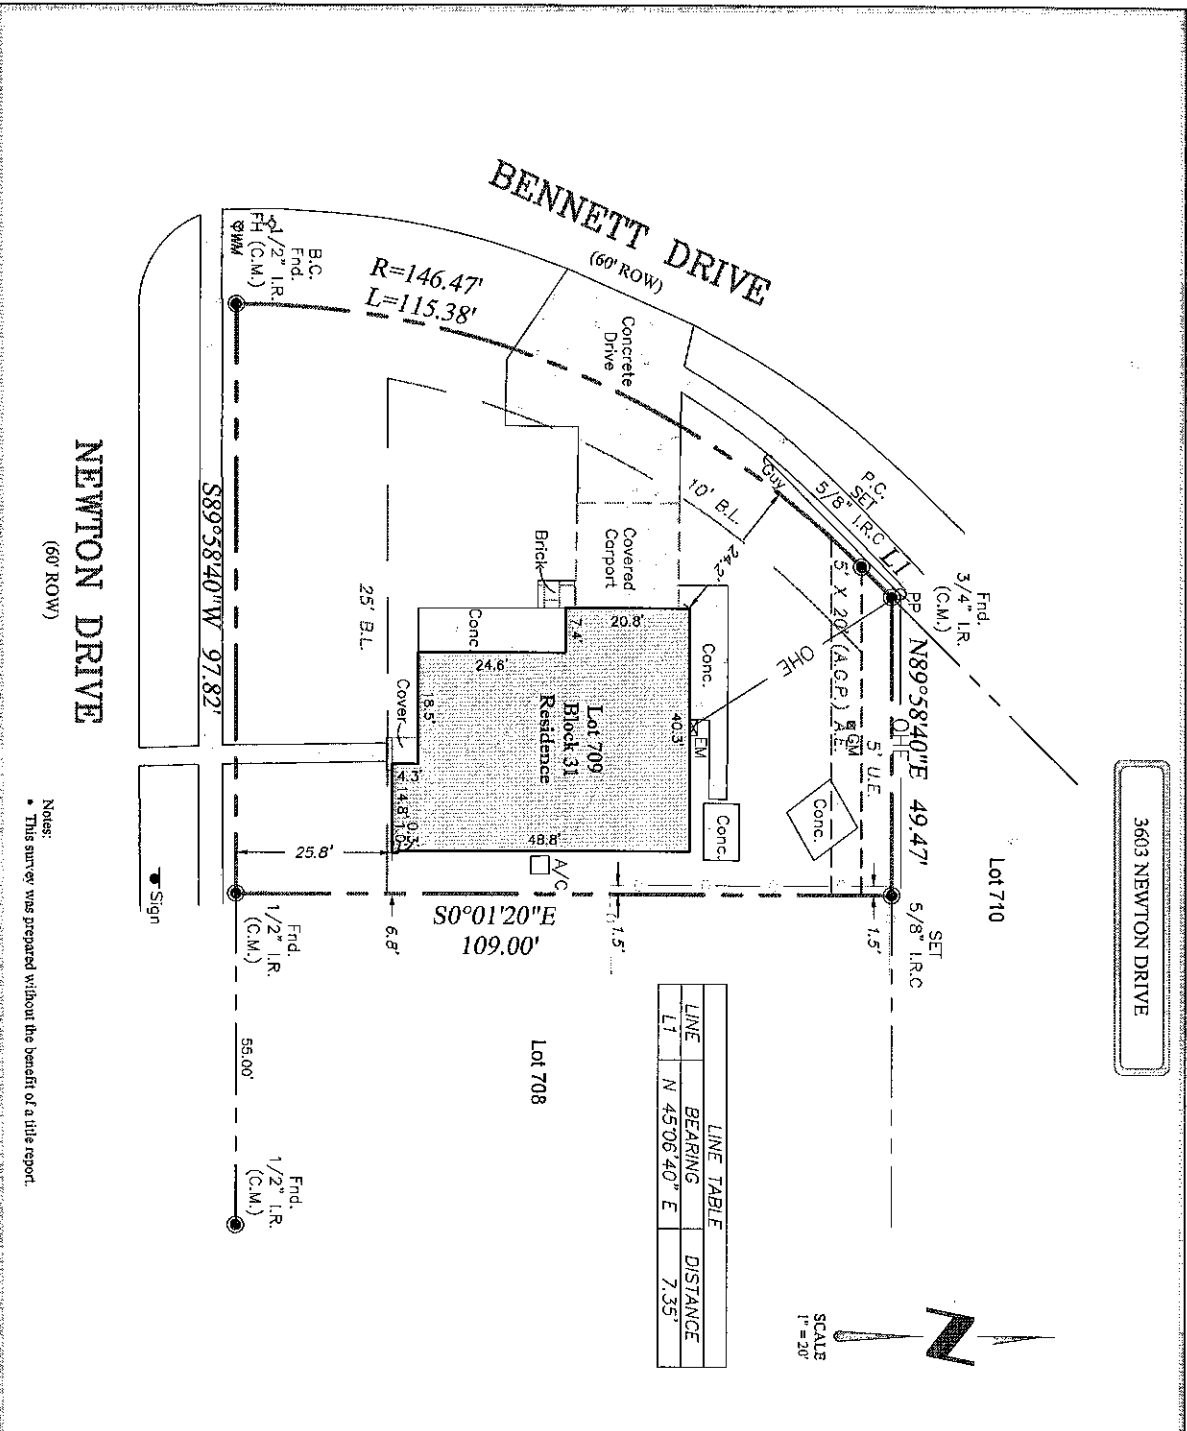 3603 NEWTON DRIVE
BENNETT DRIVE
(60' ROW)
R=146.47'
L=115.38'
B.C.
Fnd.
1/2" I.R.
FH (C.M.)
WM
Concrete
Drive
P.C.
SET
5/8" I.R.C
L1
Guy
10' B.L.
24.2'
Fnd.
3/4" I.R.
(C.M.)
PP
N89°58'40"E 49.47'
OHE
5' U.E.
GM
5' X 20' (A.G.P.) A.E.
OHE
Lot 710
SET
5/8" I.R.C
1.5'
Conc.
Conc.
Conc.
EM
Covered
Carport
Brick
20.8'
7.4'
Conc.
24.6'
18.5'
Cover
40.3'
Lot 709
Block 31
Residence
4.3'
14.8'
1.0'
0.3'
48.8'
A/C
25' B.L.
25.8'
6.8'
1.5'
S0°01'20"E
109.00'
S89°58'40"W 97.82'
Fnd.
1/2" I.R.
(C.M.)
55.00'
Fnd.
1/2" I.R.
(C.M.)
Lot 708
LINE TABLE
LINE BEARING DISTANCE
L1 N 45°06'40" E 7.35'
N
SCALE
1" = 20'
NEWTON DRIVE
(60' ROW)
Sign
Notes:
• This survey was prepared without the benefit of a title report.